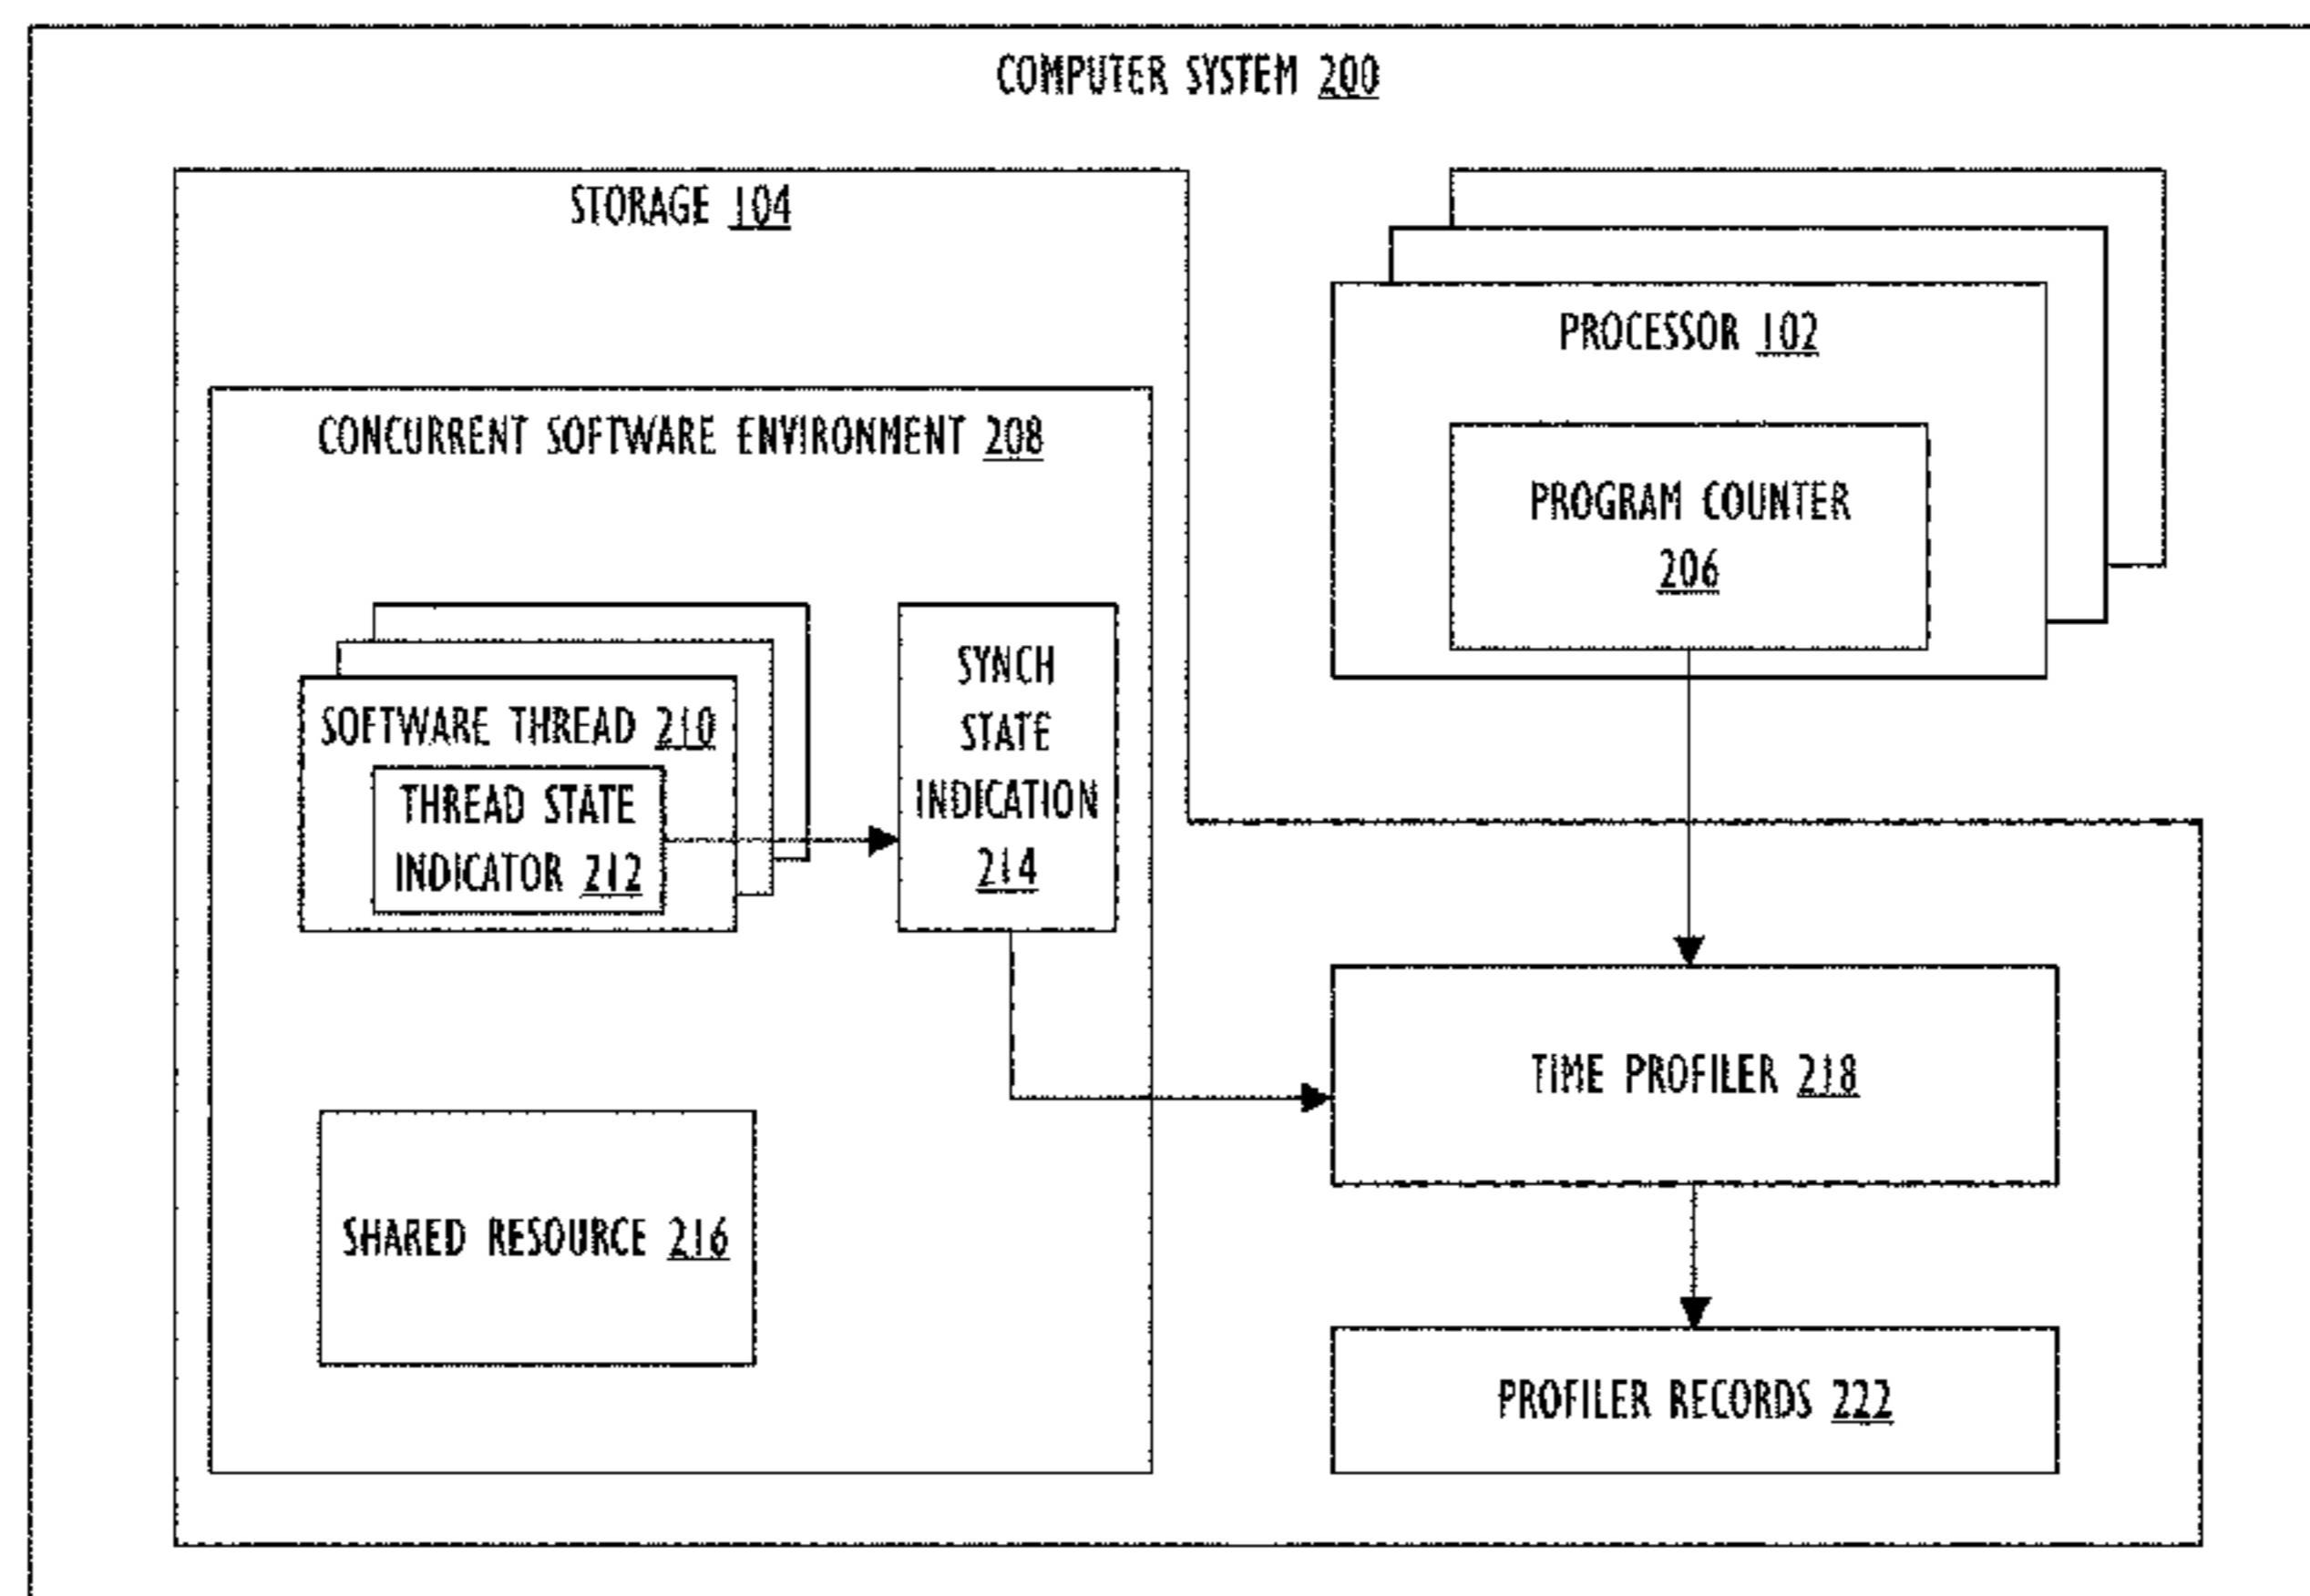 COMPUTER SYSTEM 200
STORAGE 104
PROCESSOR 102
CONCURRENT SOFTWARE ENVIRONMENT 208
PROGRAM COUNTER
206
SYNCH
STATE
INDICATION
214
SOFTWARE THREAD 210
THREAD STATE
INDICATOR 212
TIME PROFILER 218
SHARED RESOURCE 216
PROFILER RECORDS 222